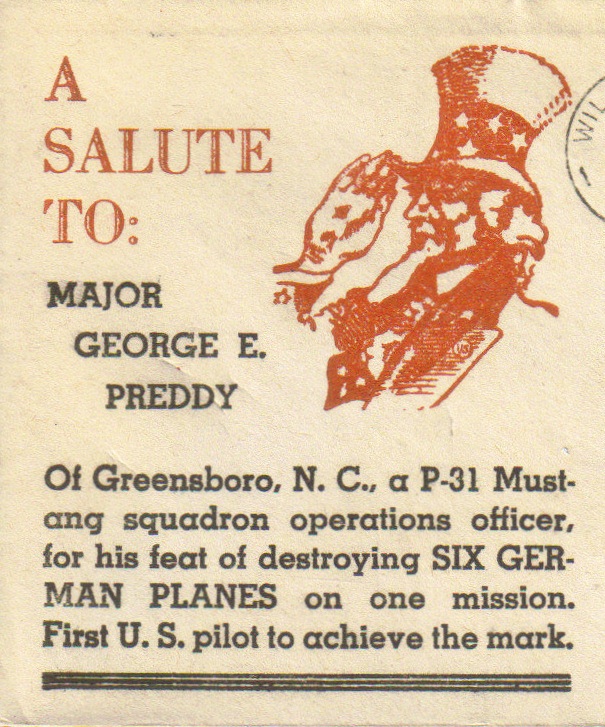 A
SALUTE
TO:
MAJOR
GEORGE E.
PREDDY
WIL
Of Greensboro, N. C., a P-31 Must-
ang squadron operations officer,
for his feat of destroying SIX GER-
MAN PLANES on one mission.
First U. S. pilot to achieve the mark.